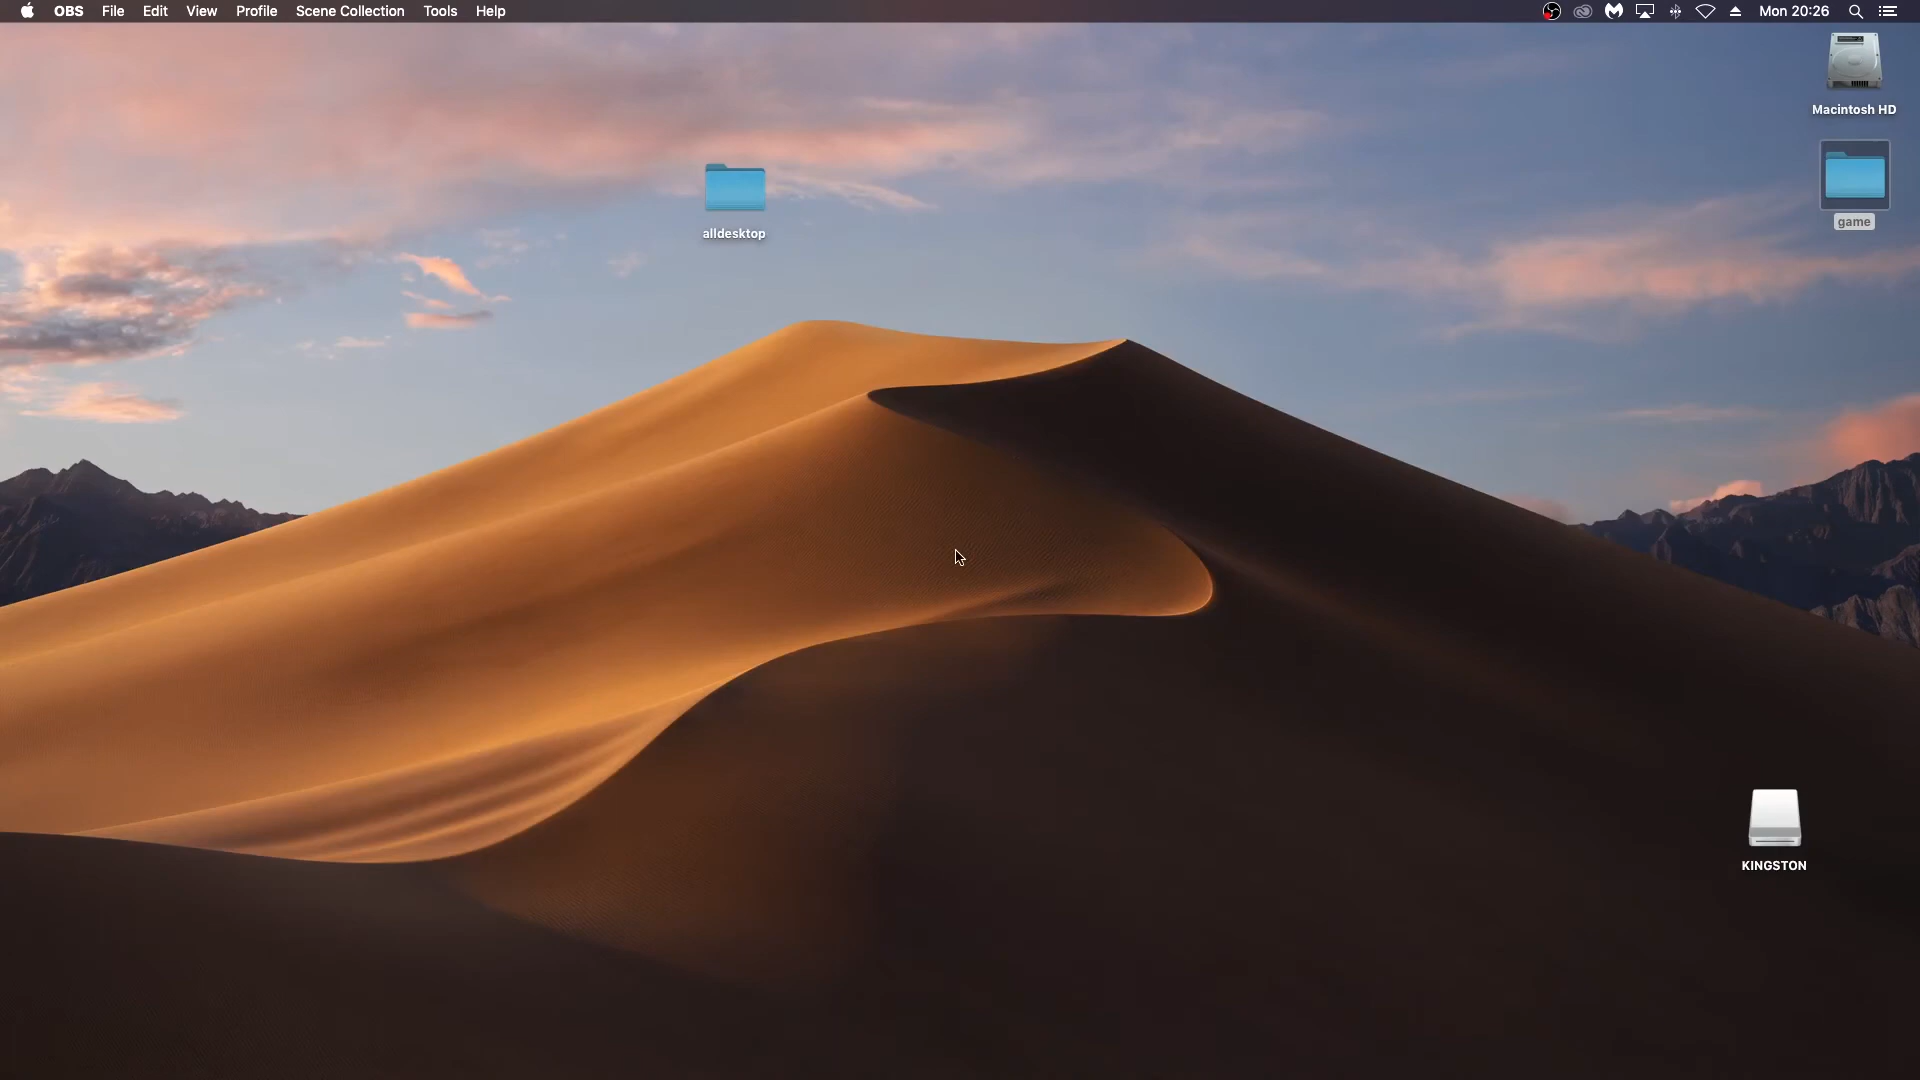 OBS File Edit View Profile Scene Collection Tools Help Mon 20:26
Macintosh HD
game
alldesktop
KINGSTON